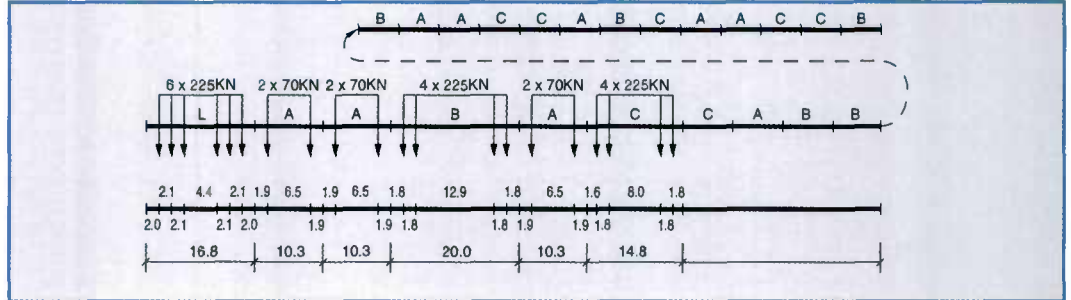 B A A C C A B C A A C C B
6 x 225KN 2 x 70KN 2 x 70KN 4 x 225KN 2 x 70KN 4 x 225KN
L A A B A C C A B B
2.1 4.4 2.1 1.9 6.5 1.9 6.5 1.8 12.9 1.8 6.5 1.6 8.0 1.8
2.0 2.1 2.1 2.0 1.9 1.9 1.8 1.8 1.9 1.9 1.8 1.8
16.8 10.3 10.3 20.0 10.3 14.8